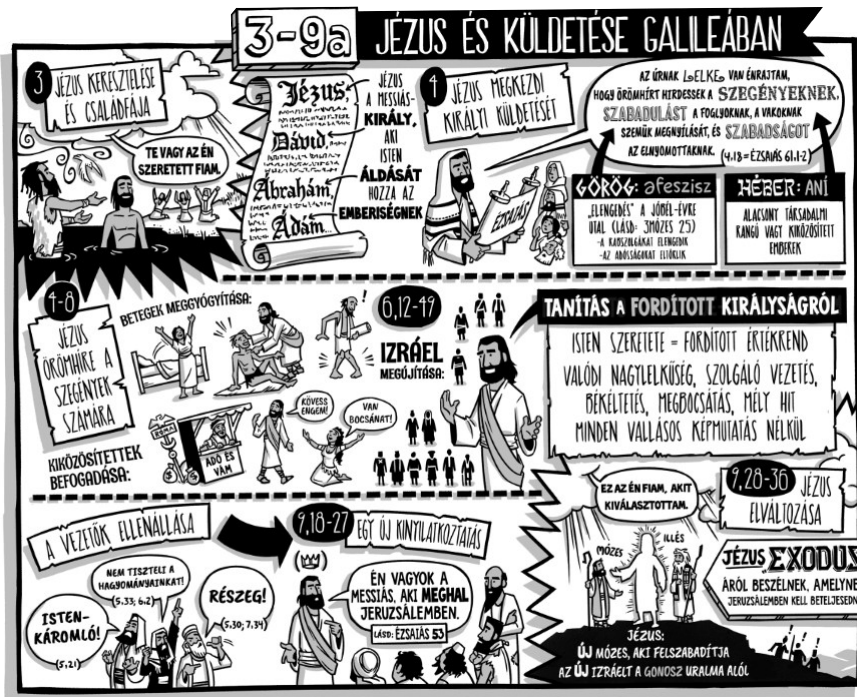 3-9a
JÉZUS ÉS KÜLDETÉSE GALILEÁBAN
3
JÉZUS KERESZTELÉSE
ÉS CSALÁDFÁJA
TE VAGY AZ ÉN
SZERETETT FIAM.
Jézus
Dávid
Ábrahám
Ádám
JÉZUS
A MESSIÁS-
KIRÁLY,
AKI
ISTEN
ÁLDÁSÁT
HOZZA AZ
EMBERISÉGNEK
4
JÉZUS MEGKEZDI
KIRÁLYI KÜLDETÉSÉT
ÉZSAIÁS
AZ ÚRNAK LELKE VAN ÉNRAJTAM,
HOGY ÖRÖMHÍRT HIRDESSEK A SZEGÉNYEKNEK,
SZABADULÁST A FOGLYOKNAK, A VAKOKNAK
SZEMÜK MEGNYÍLÁSÁT, ÉS SZABADSÁGOT
AZ ELNYOMOTTAKNAK. (4,18=ÉZSAIÁS 61,1-2)
GÖRÖG: afeszisz
„ELENGEDÉS" A JÓBÉL-ÉVRE
UTAL (LÁSD: 3MÓZES 25)
-A RABSZOLGÁKAT ELENGEDIK
-AZ ADÓSSÁGOKAT ELTÖRLIK
HÉBER: ANÍ
ALACSONY TÁRSADALMI
RANGÚ VAGY KIKÖZÖSÍTETT
EMBEREK
4-8
JÉZUS
ÖRÖMHÍRE A
SZEGÉNYEK
SZÁMÁRA
BETEGEK MEGGYÓGYÍTÁSA:
KIKÖZÖSÍTETTEK
BEFOGADÁSA:
RÓMA
ADÓ ÉS
VÁM
KÖVESS
ENGEM!
VAN
BOCSÁNAT!
6,12-19
IZRÁEL
MEGÚJÍTÁSA:
TANÍTÁS A FORDÍTOTT KIRÁLYSÁGRÓL
ISTEN SZERETETE = FORDÍTOTT ÉRTÉKREND
VALÓDI NAGYLELKŰSÉG, SZOLGÁLÓ VEZETÉS,
BÉKÉLTETÉS, MEGBOCSÁTÁS, MÉLY HIT
MINDEN VALLÁSOS KÉPMUTATÁS NÉLKÜL
A VEZETŐK ELLENÁLLÁSA
ISTEN-
KÁROMLÓ!
(5,21)
NEM TISZTELI A
HAGYOMÁNYAINKAT!
(5,33; 6,2)
RÉSZEG!
(5,30; 7,34)
9,18-27
EGY ÚJ KINYILATKOZTATÁS
ÉN VAGYOK A
MESSIÁS, AKI MEGHAL
JERUZSÁLEMBEN.
LÁSD: ÉZSAIÁS 53
9,28-36
JÉZUS
ELVÁLTOZÁSA
EZ AZ ÉN FIAM, AKIT
KIVÁLASZTOTTAM.
MÓZES
ILLÉS
JÉZUS „EXODUS
ÁRÓL BESZÉLNEK, AMELYNE
JERUZSÁLEMBEN KELL BETELJESEDN
JÉZUS:
ÚJ MÓZES, AKI FELSZABADÍTJA
AZ ÚJ IZRÁELT A GONOSZ URALMA ALÓL